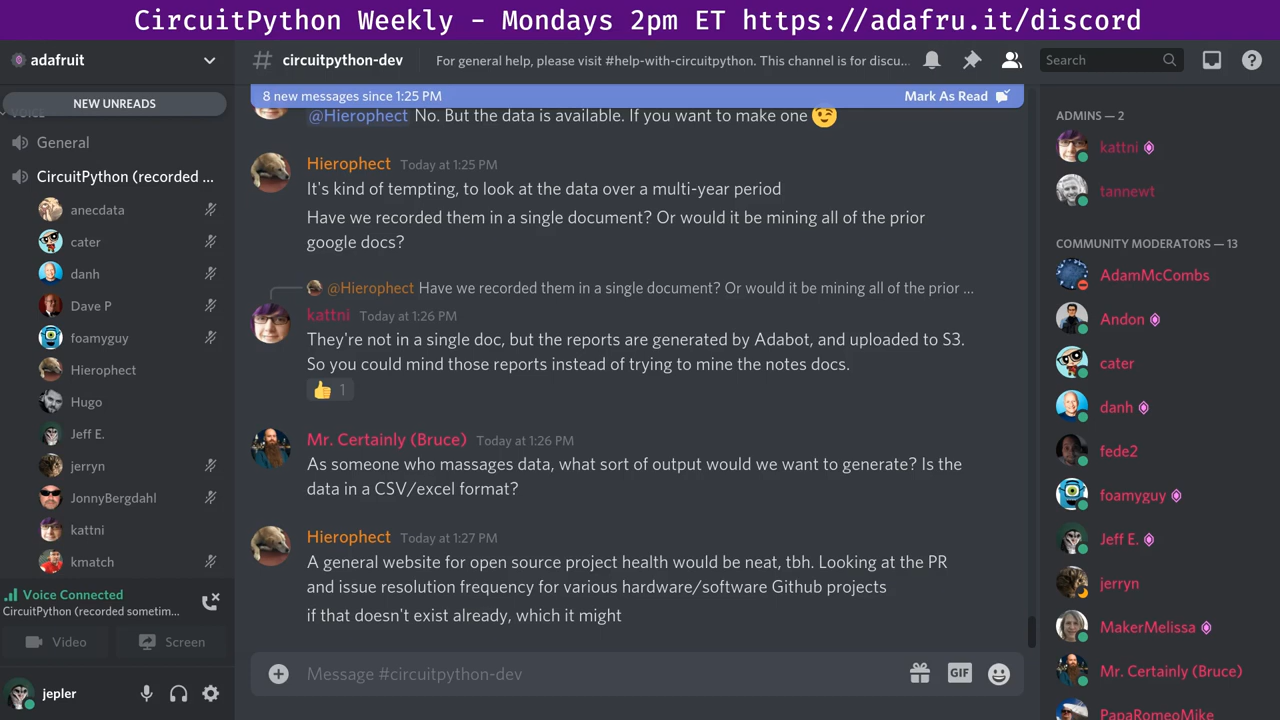 CircuitPython Weekly - Mondays 2pm ET https://adafru.it/discord
adafruit
NEW UNREADS
General
CircuitPython (recorded ...
anecdata
cater
danh
Dave P
foamyguy
Hierophect
Hugo
Jeff E.
jerryn
JonnyBergdahl
kattni
kmatch
Voice Connected
CircuitPython (recorded sometim...
Video
Screen
jepler
# circuitpython-dev
For general help, please visit #help-with-circuitpython. This channel is for discu...
Search
8 new messages since 1:25 PM
Mark As Read
@Hierophect No. But the data is available. If you want to make one 😉
Hierophect Today at 1:25 PM
It's kind of tempting, to look at the data over a multi-year period
Have we recorded them in a single document? Or would it be mining all of the prior
google docs?
@Hierophect Have we recorded them in a single document? Or would it be mining all of the prior ...
kattni Today at 1:26 PM
They're not in a single doc, but the reports are generated by Adabot, and uploaded to S3.
So you could mind those reports instead of trying to mine the notes docs.
👍 1
Mr. Certainly (Bruce) Today at 1:26 PM
As someone who massages data, what sort of output would we want to generate? Is the
data in a CSV/excel format?
Hierophect Today at 1:27 PM
A general website for open source project health would be neat, tbh. Looking at the PR
and issue resolution frequency for various hardware/software Github projects
if that doesn't exist already, which it might
Message #circuitpython-dev
GIF
ADMINS — 2
kattni
tannewt
COMMUNITY MODERATORS — 13
AdamMcCombs
Andon
cater
danh
fede2
foamyguy
Jeff E.
jerryn
MakerMelissa
Mr. Certainly (Bruce)
PapaRomeoMike